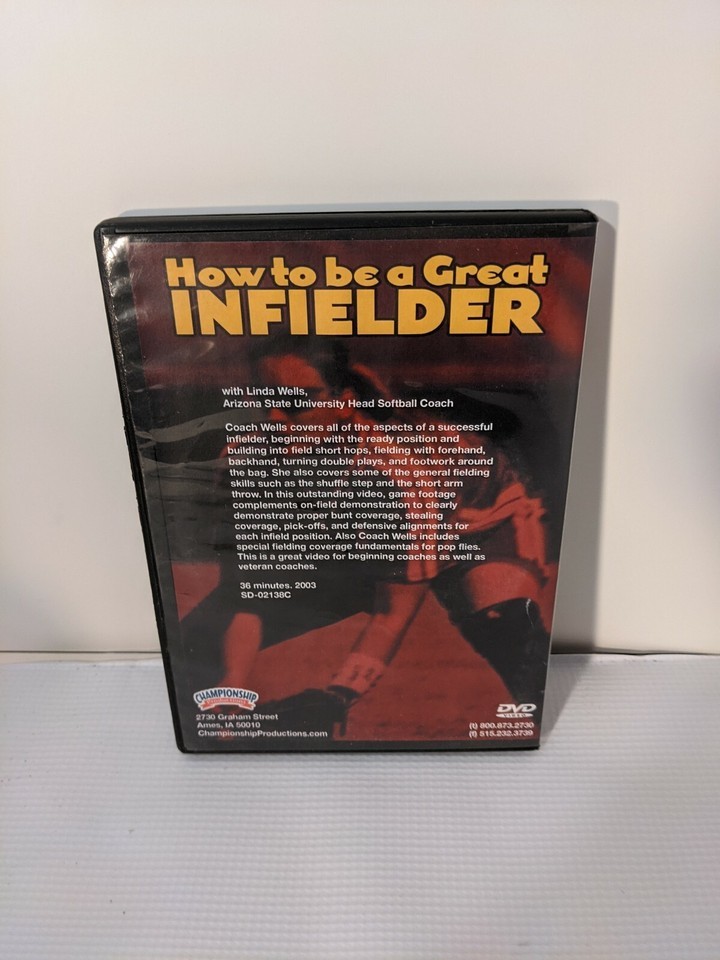 How to be a Great
INFIELDER
with Linda Wells,
Arizona State University Head Softball Coach
Coach Wells covers all of the aspects of a successful
infielder, beginning with the ready position and
building into field short hops, fielding with forehand,
backhand, turning double plays, and footwork around
the bag. She also covers some of the general fielding
skills such as the shuffle step and the short arm
throw. In this outstanding video, game footage
complements on-field demonstration to clearly
demonstrate proper bunt coverage, stealing
coverage, pick-offs, and defensive alignments for
each infield position. Also Coach Wells includes
special fielding coverage fundamentals for pop flies.
This is a great video for beginning coaches as well as
veteran coaches.
36 minutes. 2003
SD-02138C
CHAMPIONSHIP
2730 Graham Street
Ames, IA 50010
ChampionshipProductions.com
DVD
VIDEO
(t) 800.873.2730
(f) 515.232.3739